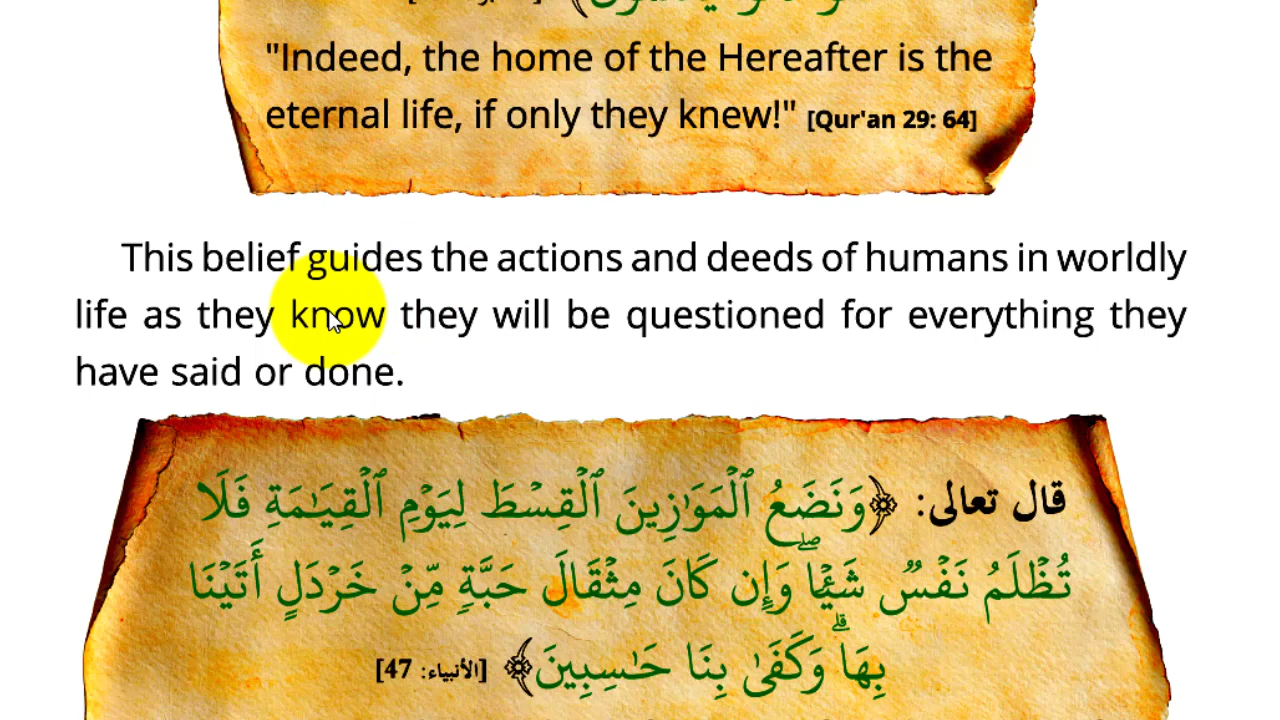 "Indeed, the home of the Hereafter is the
eternal life, if only they knew!" [Qur'an 29: 64]
This belief guides the actions and deeds of humans in worldly
life as they know they will be questioned for everything they
have said or done.
قال تعالى: ﴿وَنَضَعُ ٱلۡمَوَٰزِينَ ٱلۡقِسۡطَ لِيَوۡمِ ٱلۡقِيَٰمَةِ فَلَا
تُظۡلَمُ نَفۡسٞ شَيۡـٔٗاۖ وَإِن كَانَ مِثۡقَالَ حَبَّةٖ مِّنۡ خَرۡدَلٍ أَتَيۡنَا
بِهَاۗ وَكَفَىٰ بِنَا حَٰسِبِينَ﴾ [الأنبياء: 47]